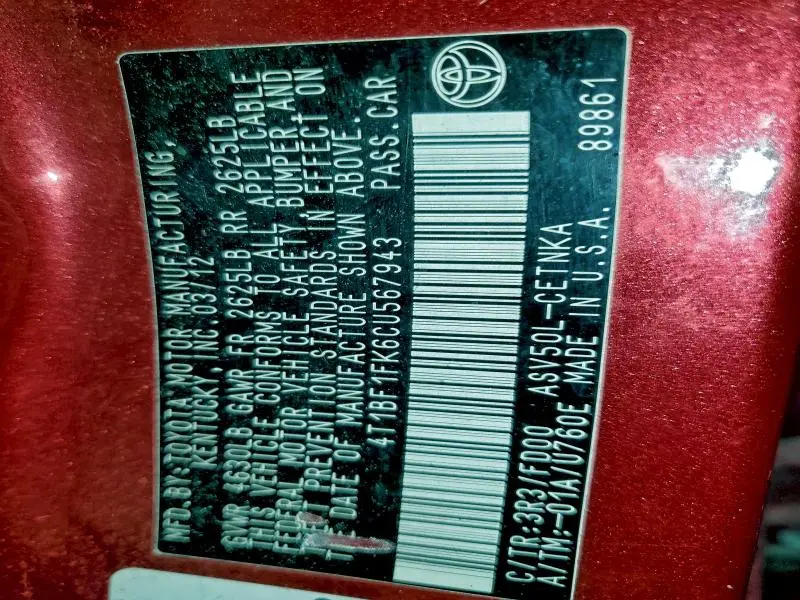 MFD.BY:TOYOTA MOTOR MANUFACTURING,
KENTUCKY, INC. 03/12
GWR 4630LB GAWR FR 2625LB RR 2625LB
THIS VEHICLE CONFORMS TO ALL APPLICABLE
FEDERAL MOTOR VEHICLE SAFETY, BUMPER, AND
THEFT PREVENTION STANDARDS IN EFFECT ON
THE DATE OF MANUFACTURE SHOWN ABOVE.
4T1BF1FK6CU567943 PASS.CAR
C/TR:3R3/FD00 ASV50L-CETNKA 89861
A/TM:-01A/U760E MADE IN U.S.A.